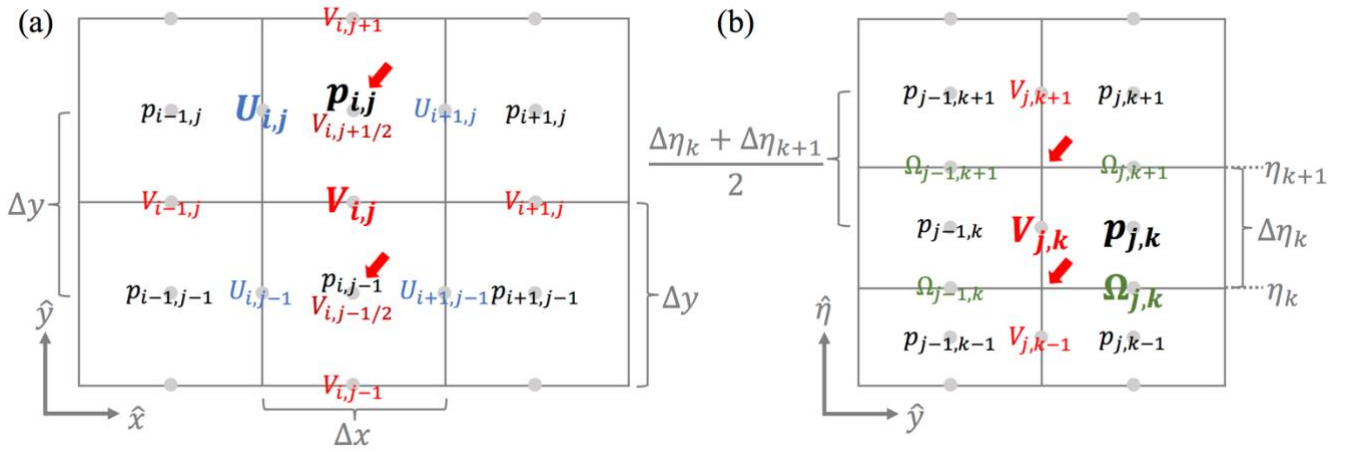 (a)
V_{i,j+1}
p_{i-1,j} U_{i,j} p_{i,j} U_{i+1,j} p_{i+1,j}
V_{i,j+1/2}
Δy
V_{i-1,j} V_{i,j} V_{i+1,j}
p_{i-1,j-1} U_{i,j-1} p_{i,j-1} U_{i+1,j-1} p_{i+1,j-1}
V_{i,j-1/2}
Δy
ŷ
V_{i,j-1}
x̂
Δx
(b)
p_{j-1,k+1} V_{j,k+1} p_{j,k+1}
Δη_k + Δη_{k+1}
2
Ω_{j-1,k+1} Ω_{j,k+1} η_{k+1}
p_{j-1,k} V_{j,k} p_{j,k} Δη_k
Ω_{j-1,k} Ω_{j,k} η_k
η̂
p_{j-1,k-1} V_{j,k-1} p_{j,k-1}
ŷ